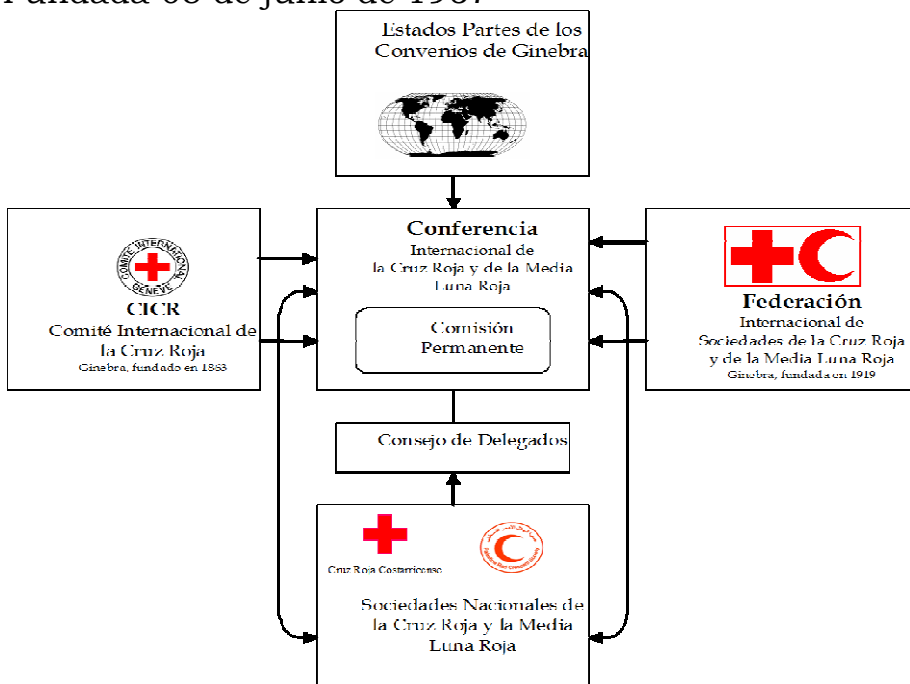 Estados Partes de los
Convenios de Ginebra
COMITÉ INTERNATIONAL
GENEVE
CICR
Comité Internacional de
la Cruz Roja
Ginebra, fundado en 1863
Conferencia
Internacional de
la Cruz Roja y de la Media
Luna Roja
Comisión
Permanente
Federación
Internacional de
Sociedades de la Cruz Roja
y de la Media Luna Roja
Ginebra, fundada en 1919
Consejo de Delegados
Cruz Roja Costarricense
Sociedades Nacionales de
la Cruz Roja y la Media
Luna Roja